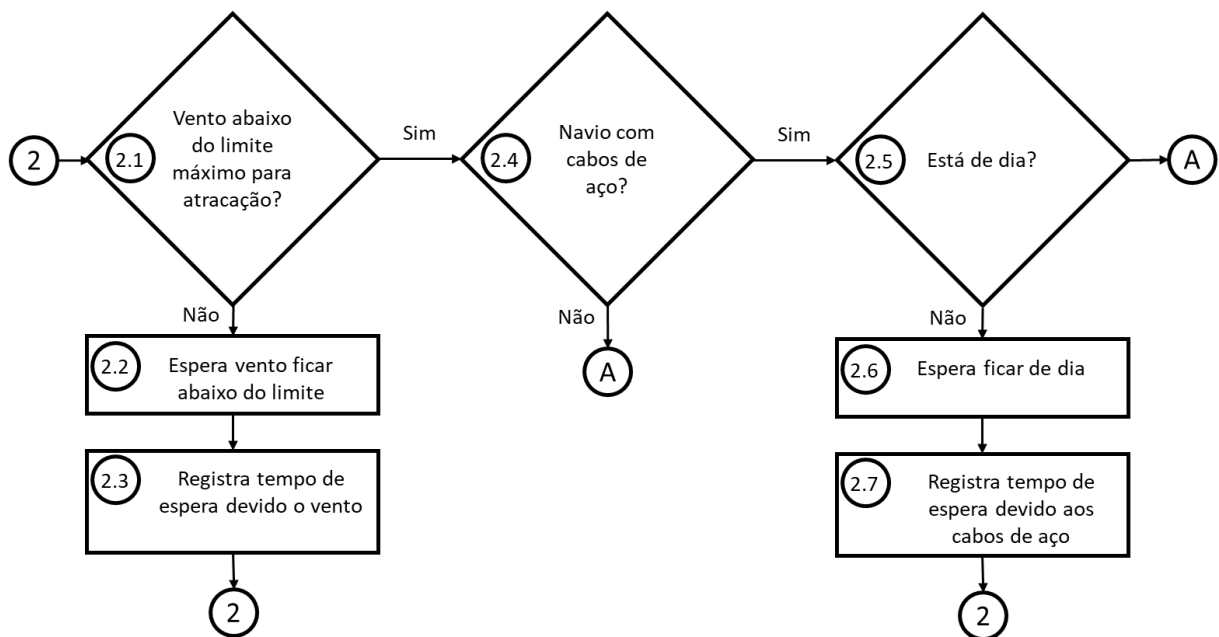 2
2.1
Vento abaixo
do limite
máximo para
atracação?
Sim
2.4
Navio com
cabos de
aço?
Sim
2.5
Está de dia?
A
Não
2.2
Espera vento ficar
abaixo do limite
2.3
Registra tempo de
espera devido o vento
2
Não
A
Não
2.6
Espera ficar de dia
2.7
Registra tempo de
espera devido aos
cabos de aço
2